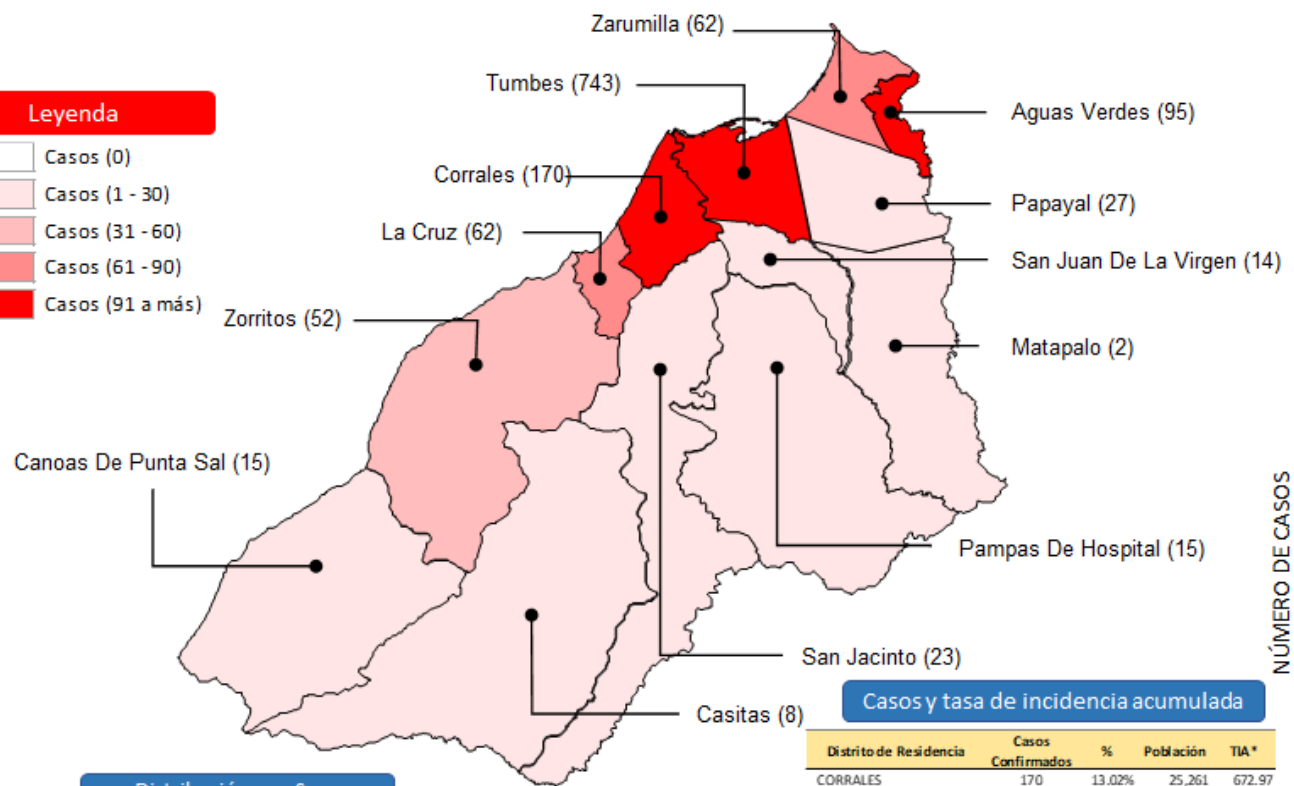 Zarumilla (62)
Tumbes (743)
Aguas Verdes (95)
Leyenda
Casos (0)
Casos (1 - 30)
Casos (31 - 60)
Casos (61 - 90)
Casos (91 a más)
Corrales (170)
La Cruz (62)
Papayal (27)
San Juan De La Virgen (14)
Zorritos (52)
Matapalo (2)
Canoas De Punta Sal (15)
Pampas De Hospital (15)
San Jacinto (23)
Casitas (8)
NÚMERO DE CASOS
Casos y tasa de incidencia acumulada
Distrito de Residencia Casos Confirmados % Población TIA*
CORRALES 170 13.02% 25,261 672.97